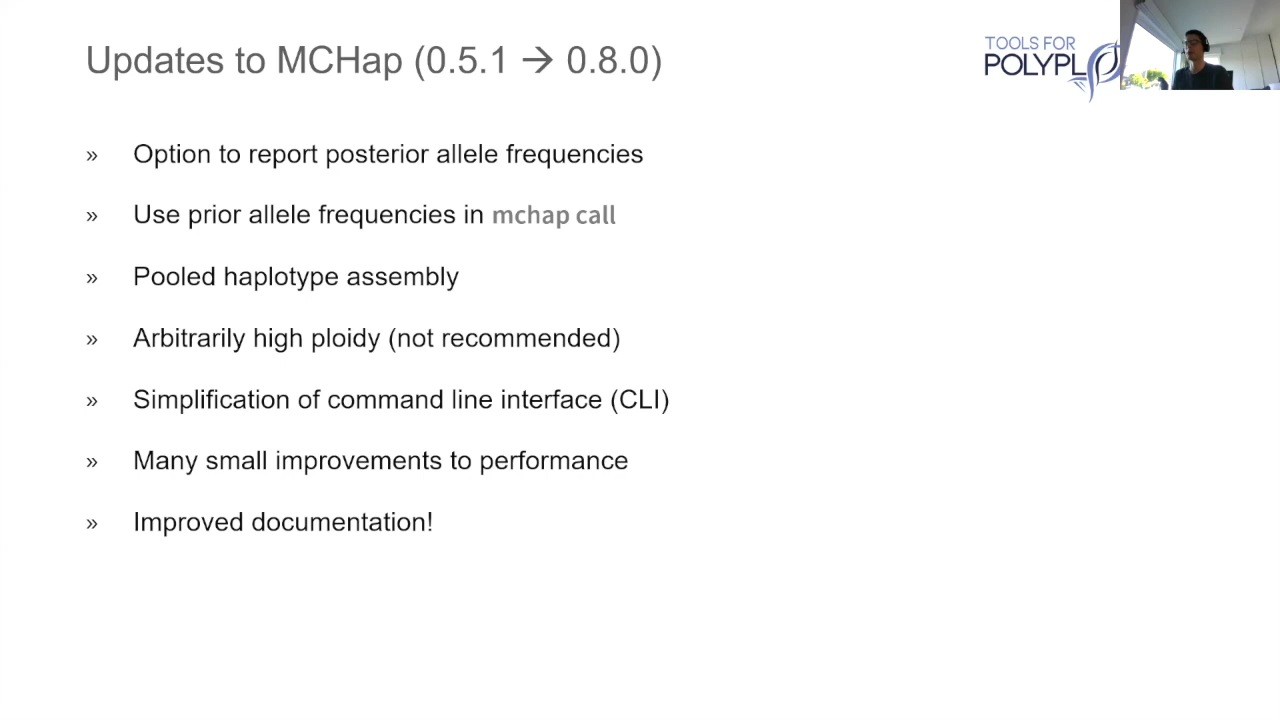 Updates to MCHap (0.5.1 → 0.8.0)
TOOLS FOR
POLYPL
» Option to report posterior allele frequencies
» Use prior allele frequencies in mchap call
» Pooled haplotype assembly
» Arbitrarily high ploidy (not recommended)
» Simplification of command line interface (CLI)
» Many small improvements to performance
» Improved documentation!